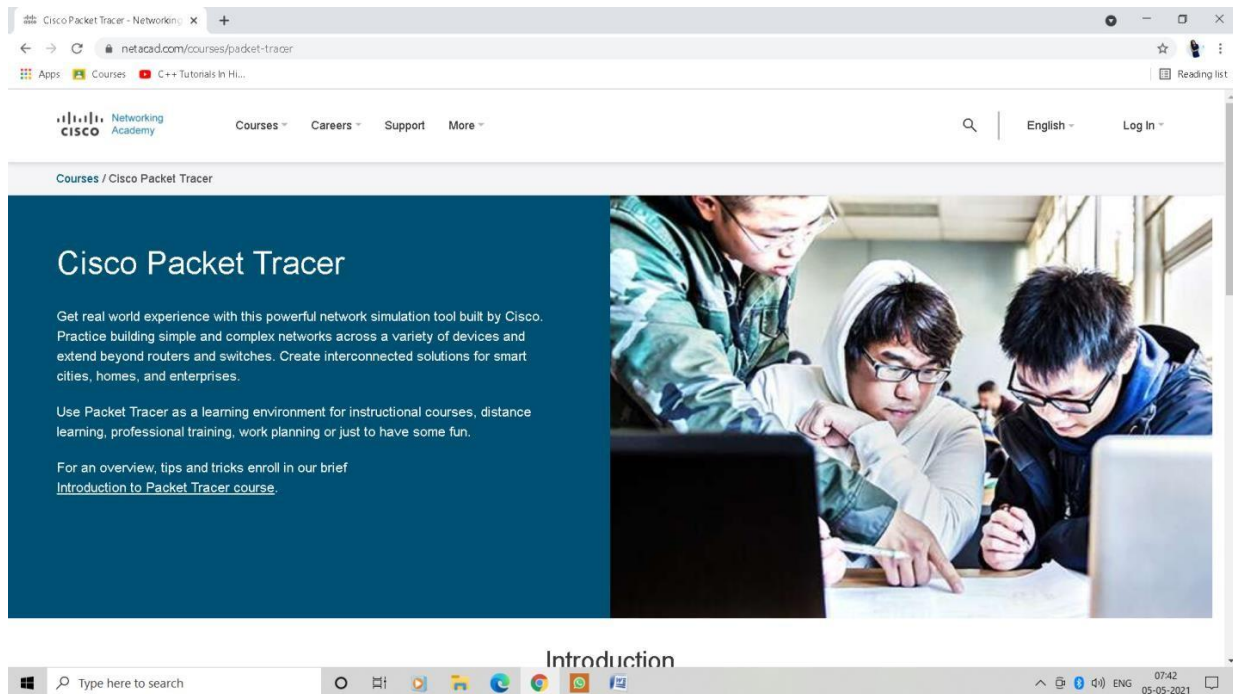 Cisco Packet Tracer - Networking
netacad.com/courses/packet-tracer
Apps Courses C++ Tutorials In Hi... Reading list
CISCO Networking Academy
Courses Careers Support More English Log In
Courses / Cisco Packet Tracer
Cisco Packet Tracer
Get real world experience with this powerful network simulation tool built by Cisco.
Practice building simple and complex networks across a variety of devices and
extend beyond routers and switches. Create interconnected solutions for smart
cities, homes, and enterprises.
Use Packet Tracer as a learning environment for instructional courses, distance
learning, professional training, work planning or just to have some fun.
For an overview, tips and tricks enroll in our brief
Introduction to Packet Tracer course.
Introduction
Type here to search
ENG
07:42
05-05-2021